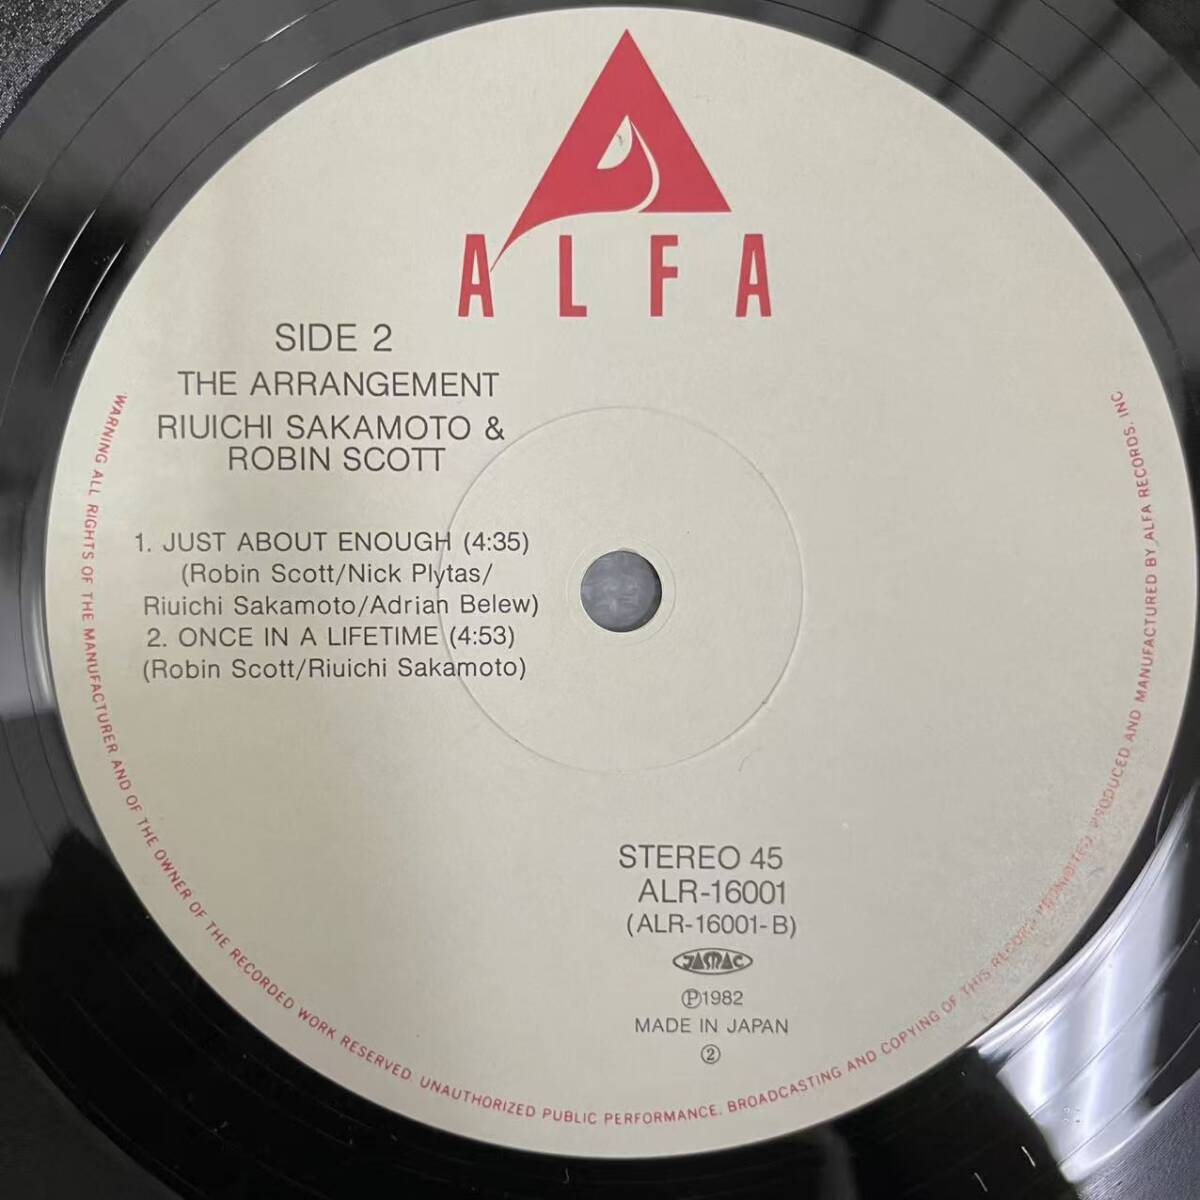 ALFA
SIDE 2
THE ARRANGEMENT
RIUICHI SAKAMOTO &
ROBIN SCOTT
1. JUST ABOUT ENOUGH (4:35)
(Robin Scott/Nick Plytas/
Riuichi Sakamoto/Adrian Belew)
2. ONCE IN A LIFETIME (4:53)
(Robin Scott/Riuichi Sakamoto)
STEREO 45
ALR-16001
(ALR-16001-B)
JASRAC
Ⓟ1982
MADE IN JAPAN
②
WARNING ALL RIGHTS OF THE MANUFACTURER AND OF THE OWNER OF THE RECORDED WORK RESERVED. UNAUTHORIZED PUBLIC PERFORMANCE, BROADCASTING AND COPYING OF THIS RECORD PROHIBITED. PRODUCED AND MANUFACTURED BY ALFA RECORDS, INC